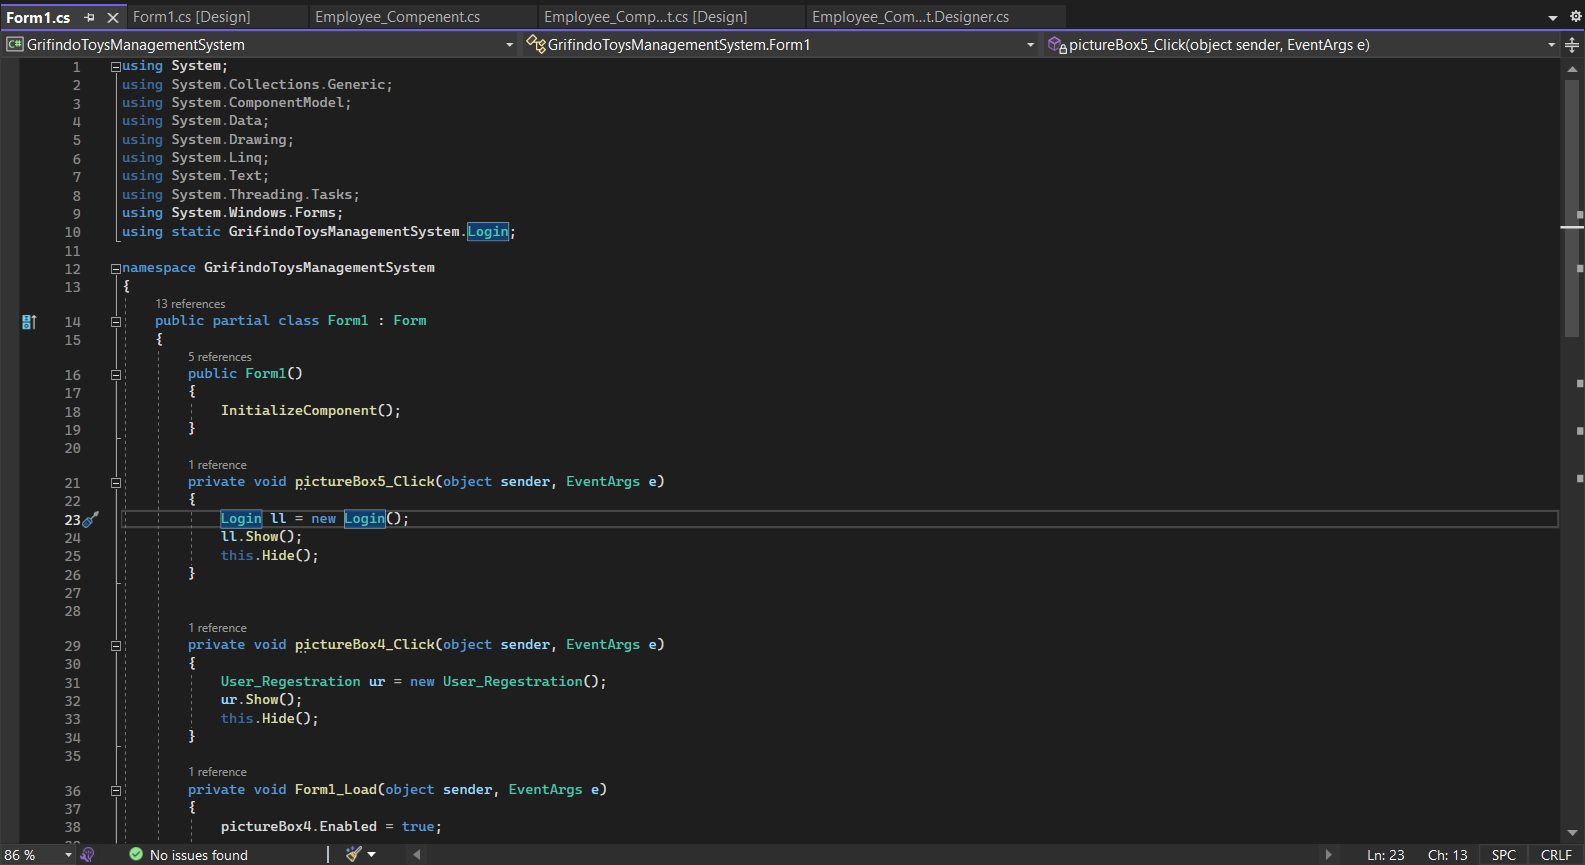 Form1.cs Form1.cs [Design] Employee_Compenent.cs Employee_Comp...t.cs [Design] Employee_Com...t.Designer.cs
C# GrifindoToysManagementSystem GrifindoToysManagementSystem.Form1 pictureBox5_Click(object sender, EventArgs e)
1 using System;
2 using System.Collections.Generic;
3 using System.ComponentModel;
4 using System.Data;
5 using System.Drawing;
6 using System.Linq;
7 using System.Text;
8 using System.Threading.Tasks;
9 using System.Windows.Forms;
10 using static GrifindoToysManagementSystem.Login;
11
12 namespace GrifindoToysManagementSystem
13 {
13 references
14 public partial class Form1 : Form
15 {
5 references
16 public Form1()
17 {
18 InitializeComponent();
19 }
20
1 reference
21 private void pictureBox5_Click(object sender, EventArgs e)
22 {
23 Login ll = new Login();
24 ll.Show();
25 this.Hide();
26 }
27
28
1 reference
29 private void pictureBox4_Click(object sender, EventArgs e)
30 {
31 User_Regestration ur = new User_Regestration();
32 ur.Show();
33 this.Hide();
34 }
35
1 reference
36 private void Form1_Load(object sender, EventArgs e)
37 {
38 pictureBox4.Enabled = true;
86 % No issues found Ln: 23 Ch: 13 SPC CRLF